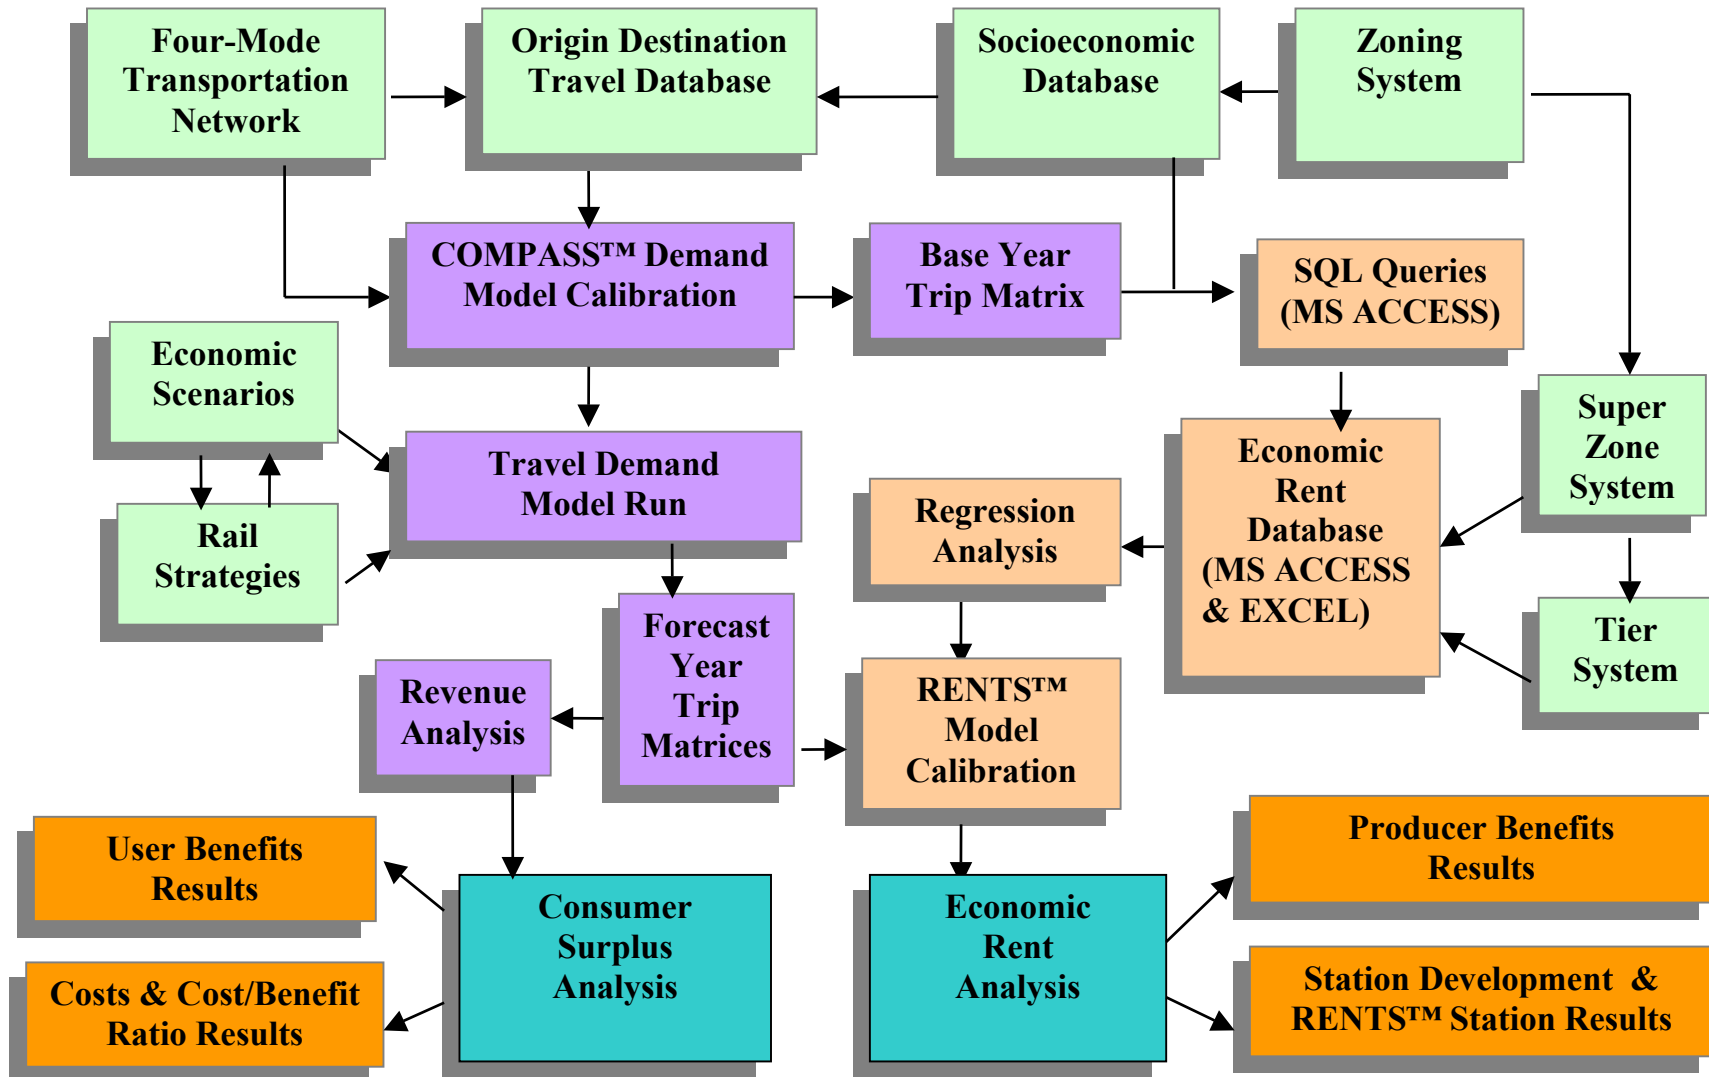 Four-Mode
Transportation
Network
Origin Destination
Travel Database
Socioeconomic
Database
Zoning
System
COMPASS™ Demand
Model Calibration
Base Year
Trip Matrix
SQL Queries
(MS ACCESS)
Economic
Scenarios
Rail
Strategies
Travel Demand
Model Run
Regression
Analysis
Economic
Rent
Database
(MS ACCESS
& EXCEL)
Super
Zone
System
Tier
System
Forecast
Year
Trip
Matrices
Revenue
Analysis
RENTS™
Model
Calibration
User Benefits
Results
Costs & Cost/Benefit
Ratio Results
Consumer
Surplus
Analysis
Economic
Rent
Analysis
Producer Benefits
Results
Station Development &
RENTS™ Station Results